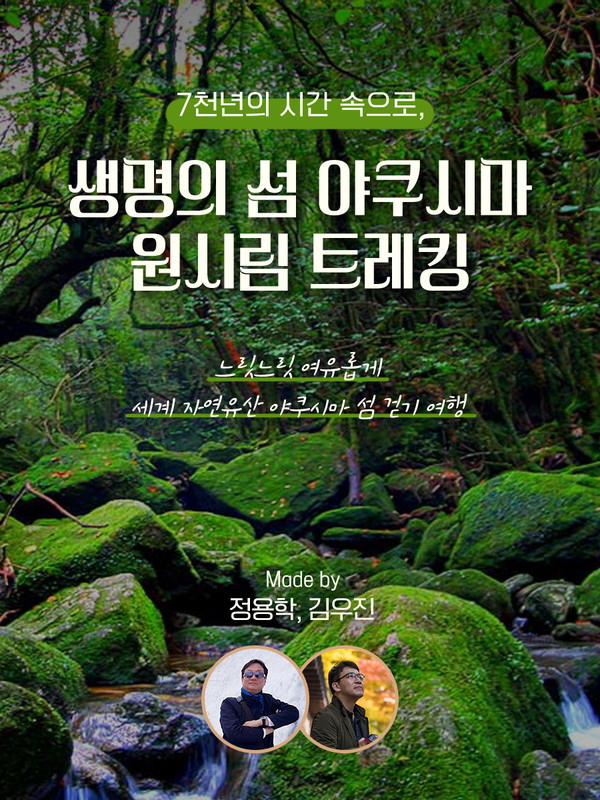 7천년의 시간 속으로,
생명의 섬 야쿠시마
원시림 트레킹
느릿느릿 여유롭게
세계 자연유산 야쿠시마 섬 걷기 여행
Made by
정용학, 김우진